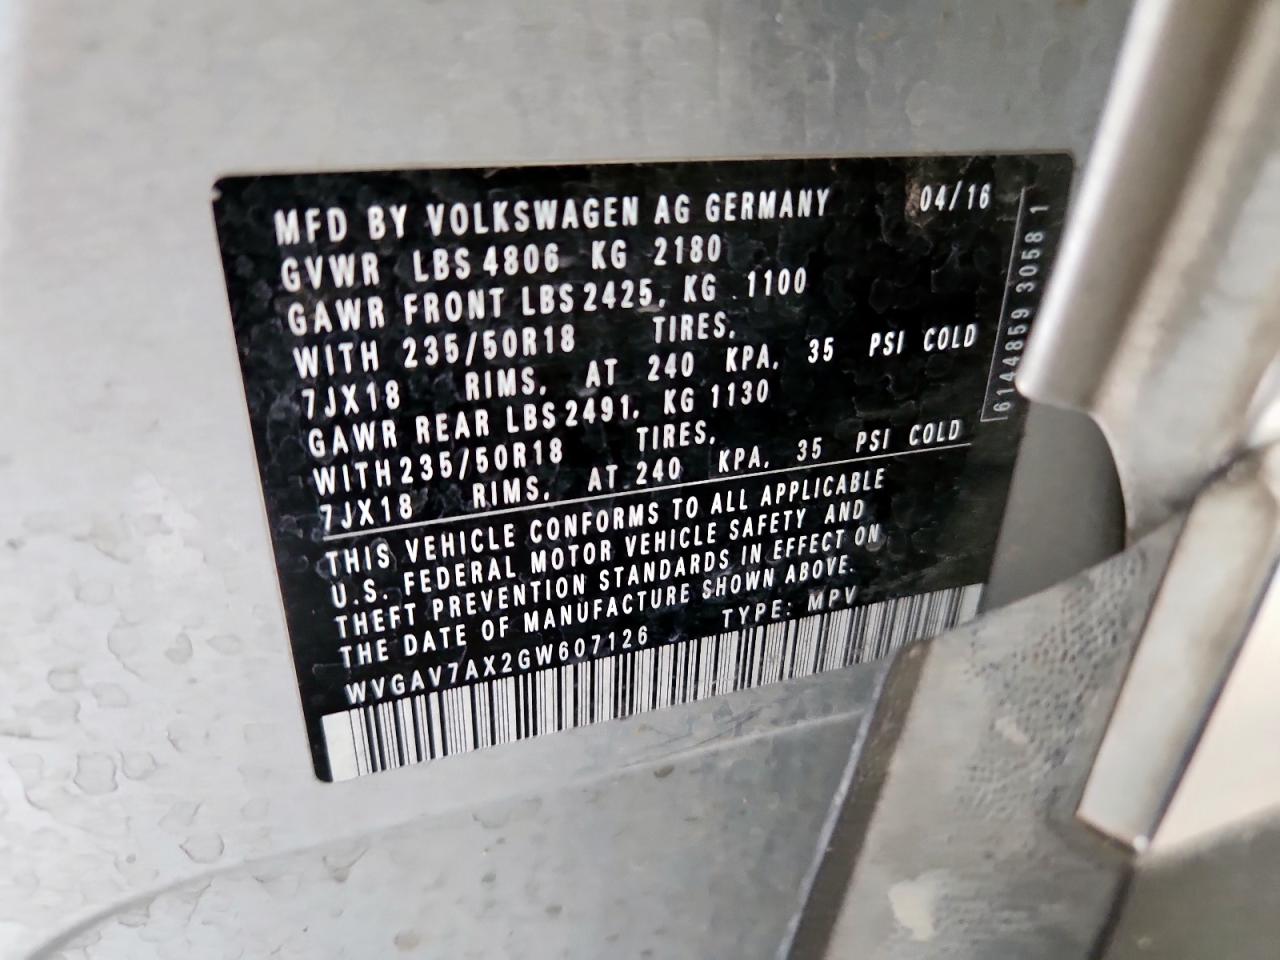 MFD BY VOLKSWAGEN AG GERMANY 04/16
GVWR LBS 4806 KG 2180
GAWR FRONT LBS 2425, KG 1100
WITH 235/50R18 TIRES,
7JX18 RIMS, AT 240 KPA, 35 PSI COLD
GAWR REAR LBS 2491, KG 1130
WITH 235/50R18 TIRES,
7JX18 RIMS, AT 240 KPA, 35 PSI COLD
THIS VEHICLE CONFORMS TO ALL APPLICABLE
U.S. FEDERAL MOTOR VEHICLE SAFETY AND
THEFT PREVENTION STANDARDS IN EFFECT ON
THE DATE OF MANUFACTURE SHOWN ABOVE.
WVGAV7AX2GW607126 TYPE: MPV
6144859 3058 1